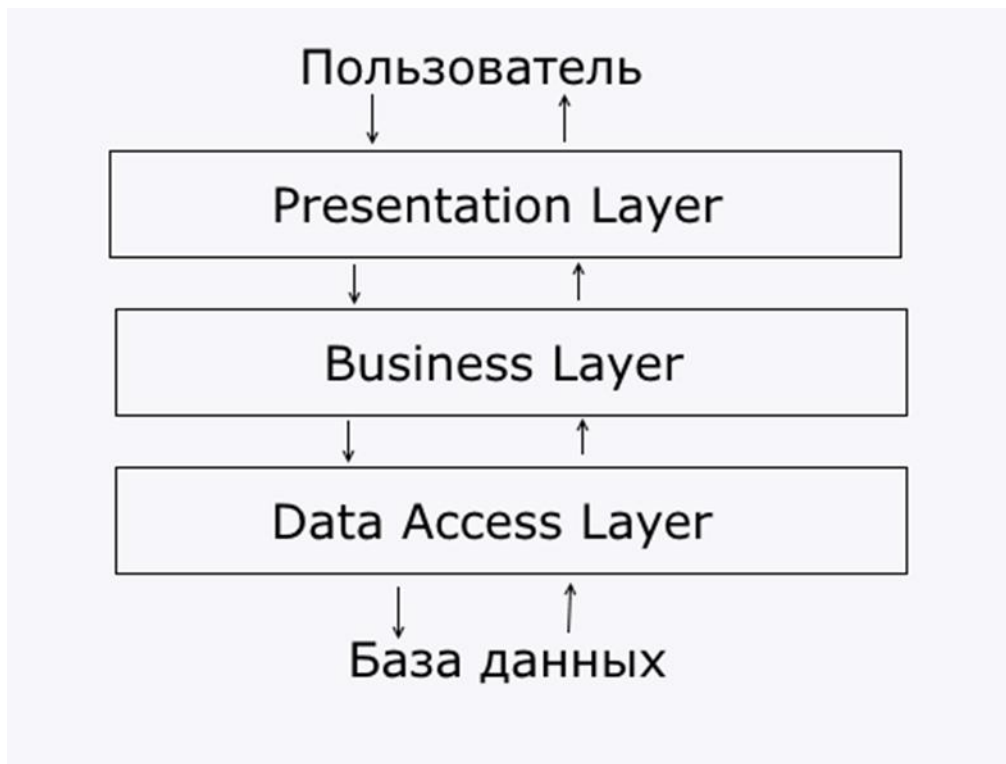 Пользователь
Presentation Layer
Business Layer
Data Access Layer
База данных